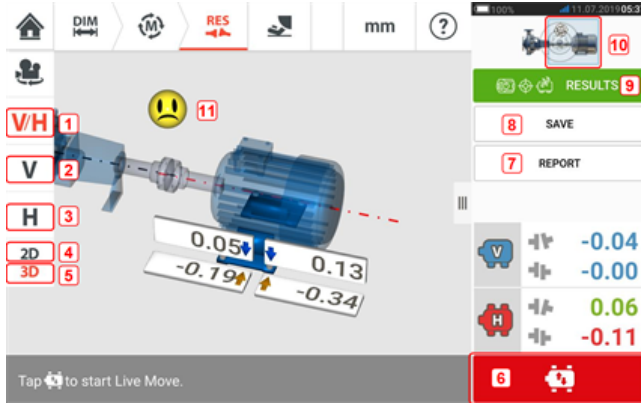 DIM
M
RES
mm
?
100%
11.07.2019 05:3
10
RESULTS 9
11
8 SAVE
7 REPORT
V/H 1
V 2
H 3
2D 4
3D 5
0.05
0.13
-0.19
-0.34
V
-0.04
-0.00
H
0.06
-0.11
Tap to start Live Move.
6